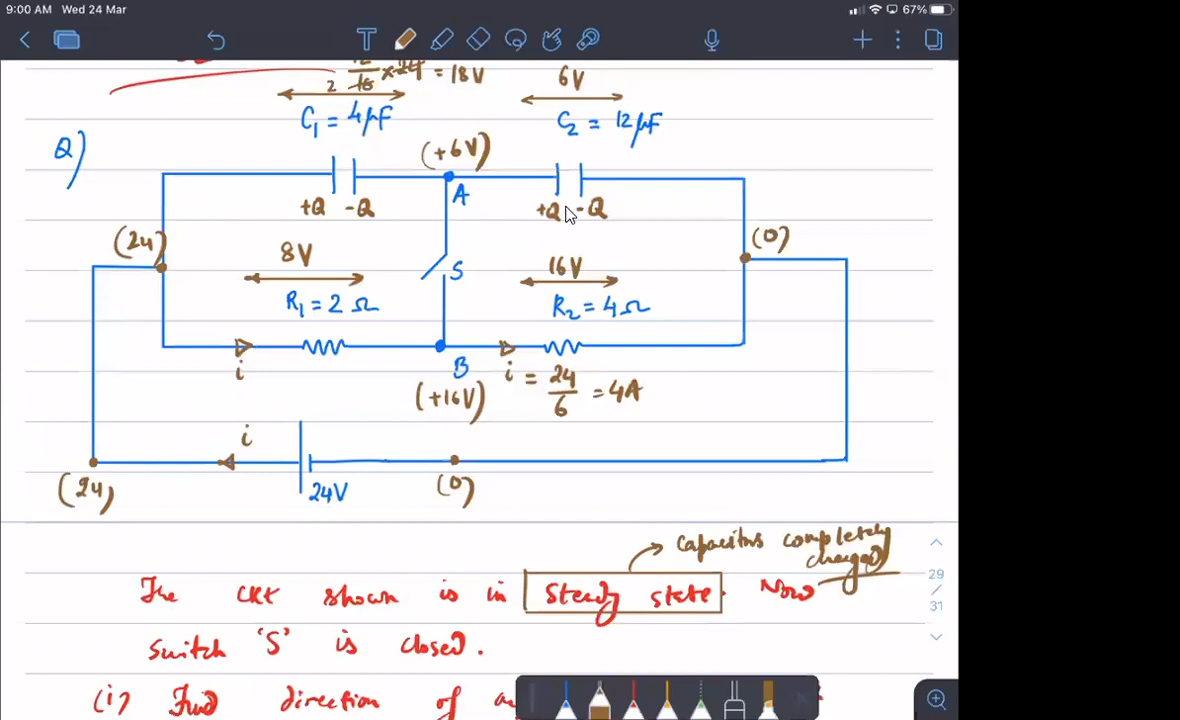 9:00 AM Wed 24 Mar
67%
T
= 18V
6V
C₁ = 4μF
C₂ = 12μF
Q)
(+6V)
A
+Q -Q
+Q -Q
(24)
(0)
8V
S
16V
R₁ = 2 Ω
R₂ = 4Ω
i
B
i = 24/6 = 4A
(+16V)
i
(24)
24V
(0)
capacitors completely
charged
The CKt shown is in steady state. Now
29
/
31
switch 'S' is closed.
(i) Find direction of